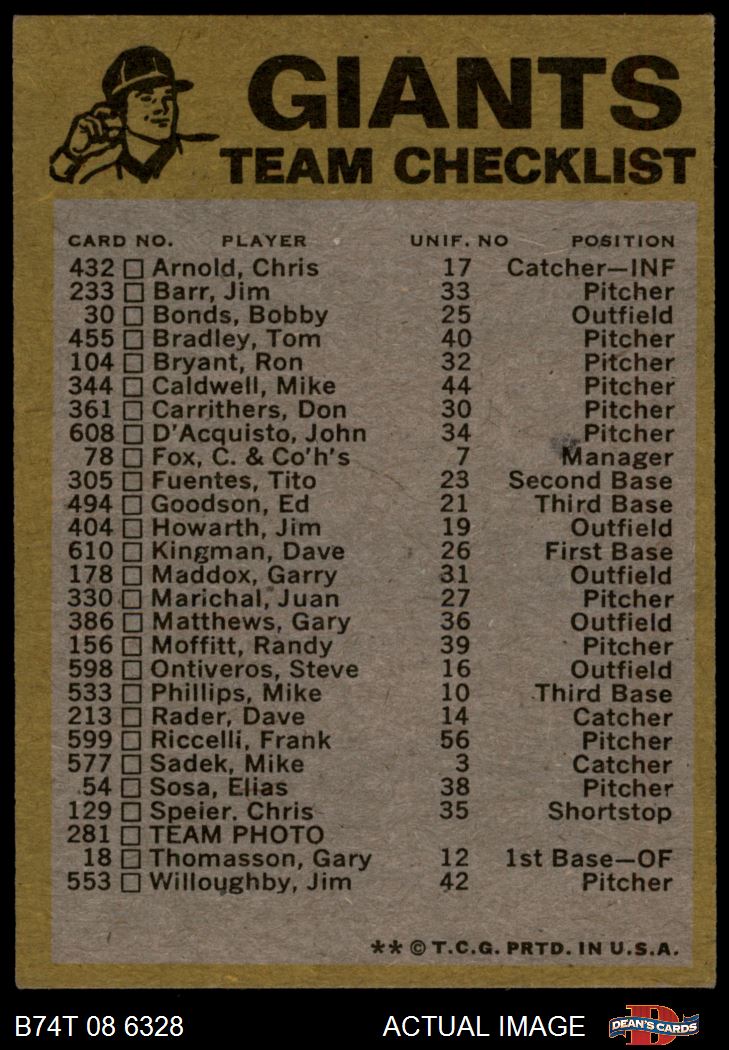 GIANTS
TEAM CHECKLIST
CARD NO. PLAYER UNIF. NO POSITION
432 Arnold, Chris 17 Catcher—INF
233 Barr, Jim 33 Pitcher
30 Bonds, Bobby 25 Outfield
455 Bradley, Tom 40 Pitcher
104 Bryant, Ron 32 Pitcher
344 Caldwell, Mike 44 Pitcher
361 Carrithers, Don 30 Pitcher
608 D'Acquisto, John 34 Pitcher
78 Fox, C. & Co'h's 7 Manager
305 Fuentes, Tito 23 Second Base
494 Goodson, Ed 21 Third Base
404 Howarth, Jim 19 Outfield
610 Kingman, Dave 26 First Base
178 Maddox, Garry 31 Outfield
330 Marichal, Juan 27 Pitcher
386 Matthews, Gary 36 Outfield
156 Moffitt, Randy 39 Pitcher
598 Ontiveros, Steve 16 Outfield
533 Phillips, Mike 10 Third Base
213 Rader, Dave 14 Catcher
599 Riccelli, Frank 56 Pitcher
577 Sadek, Mike 3 Catcher
54 Sosa, Elias 38 Pitcher
129 Speier. Chris 35 Shortstop
281 TEAM PHOTO
18 Thomasson, Gary 12 1st Base—OF
553 Willoughby, Jim 42 Pitcher
** © T.C.G. PRTD. IN U.S.A.
B74T 08 6328 ACTUAL IMAGE D DEAN'S CARDS